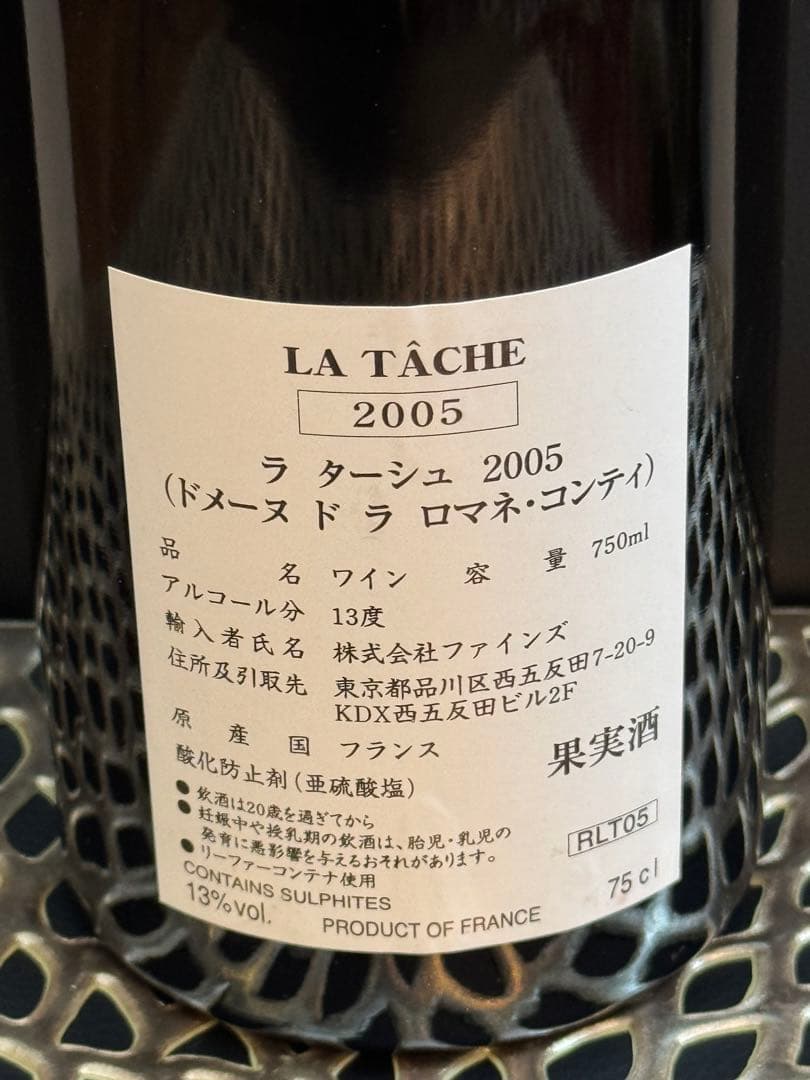 LA TÂCHE
2005
ラ ターシュ 2005
(ドメーヌ ド ラ ロマネ・コンティ)
品名 ワイン 容量 750ml
アルコール分 13度
輸入者氏名 株式会社ファインズ
住所及引取先 東京都品川区西五反田7-20-9
KDX西五反田ビル2F
原産国 フランス
果実酒
酸化防止剤(亜硫酸塩)
●飲酒は20歳を過ぎてから
●妊娠中や授乳期の飲酒は、胎児・乳児の
発育に悪影響を与えるおそれがあります。
●リーファーコンテナ使用
RLT05
CONTAINS SULPHITES
13%vol. PRODUCT OF FRANCE 75cl